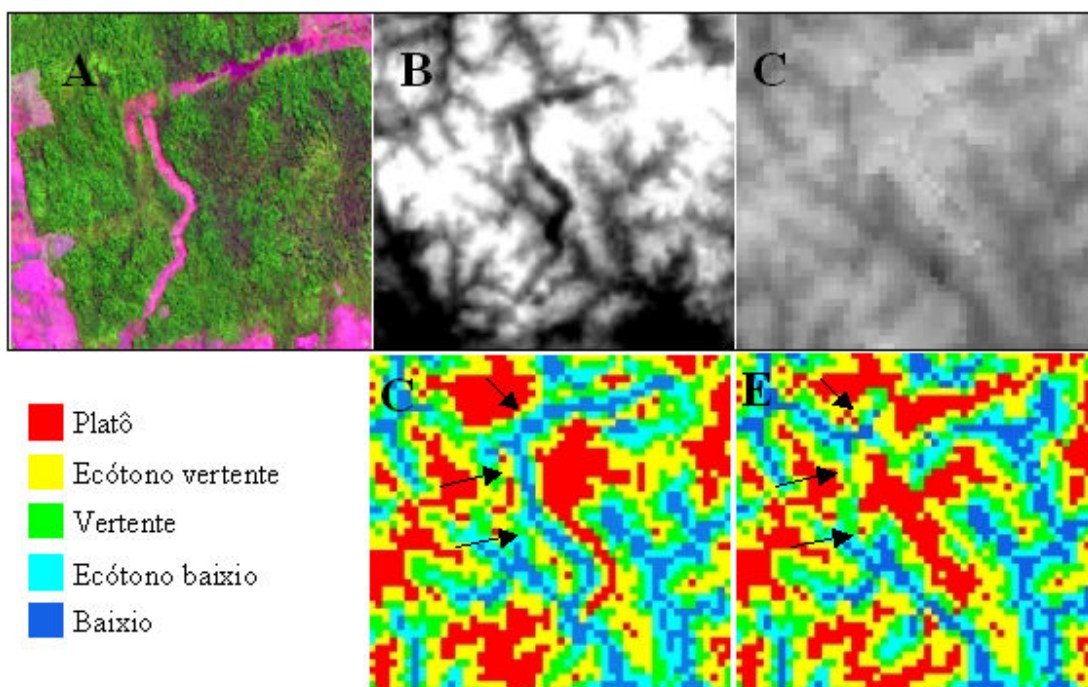 A
B
C
C
E
Platô
Ecótono vertente
Vertente
Ecótono baixio
Baixio